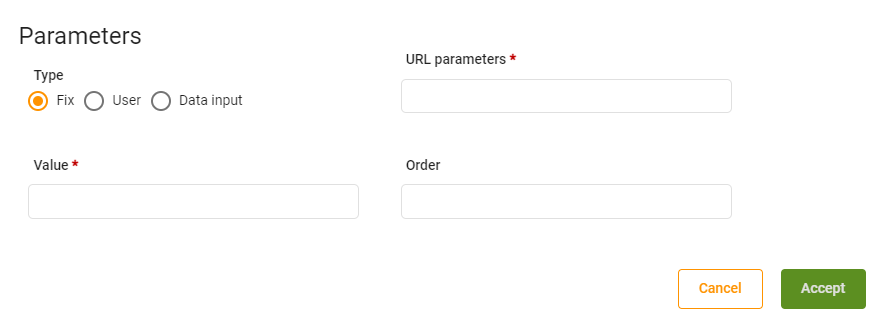 Parameters
Type
URL parameters *
Fix User Data input
Value *
Order
Cancel Accept